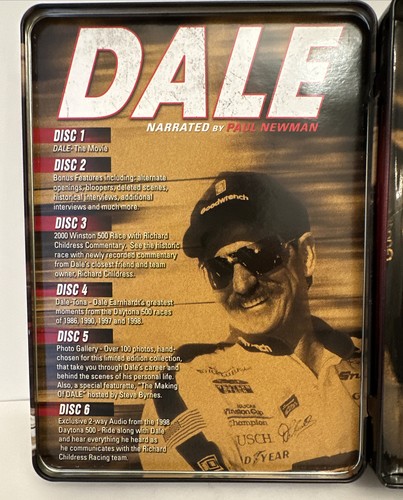 DALE
NARRATED BY PAUL NEWMAN
DISC 1
DALE-The Movie
DISC 2
Bonus Features including: alternate
openings, bloopers, deleted scenes,
historical interviews, additional
interviews and much more.
DISC 3
2000 Winston 500 Race with Richard
Childress Commentary. See the historic
race with newly recorded commentary
from Dale's closest friend and team
owner, Richard Childress.
DISC 4
Dale-Tona - Dale Earnhardt's greatest
moments from the Daytona 500 races
of 1986, 1990, 1997 and 1998.
DISC 5
Photo Gallery - Over 100 photos, hand-
chosen for this limited edition collection,
that take you through Dale's career and
behind the scenes of his personal life.
Also, a special featurette, "The Making
Of DALE" hosted by Steve Byrnes.
DISC 6
Exclusive 2-way Audio from the 1998
Daytona 500 - Ride along with Dale
and hear everything he heard as
he communicates with the Richard
Childress Racing team.
Goodwrench
Winston Cup
Champion
USCH